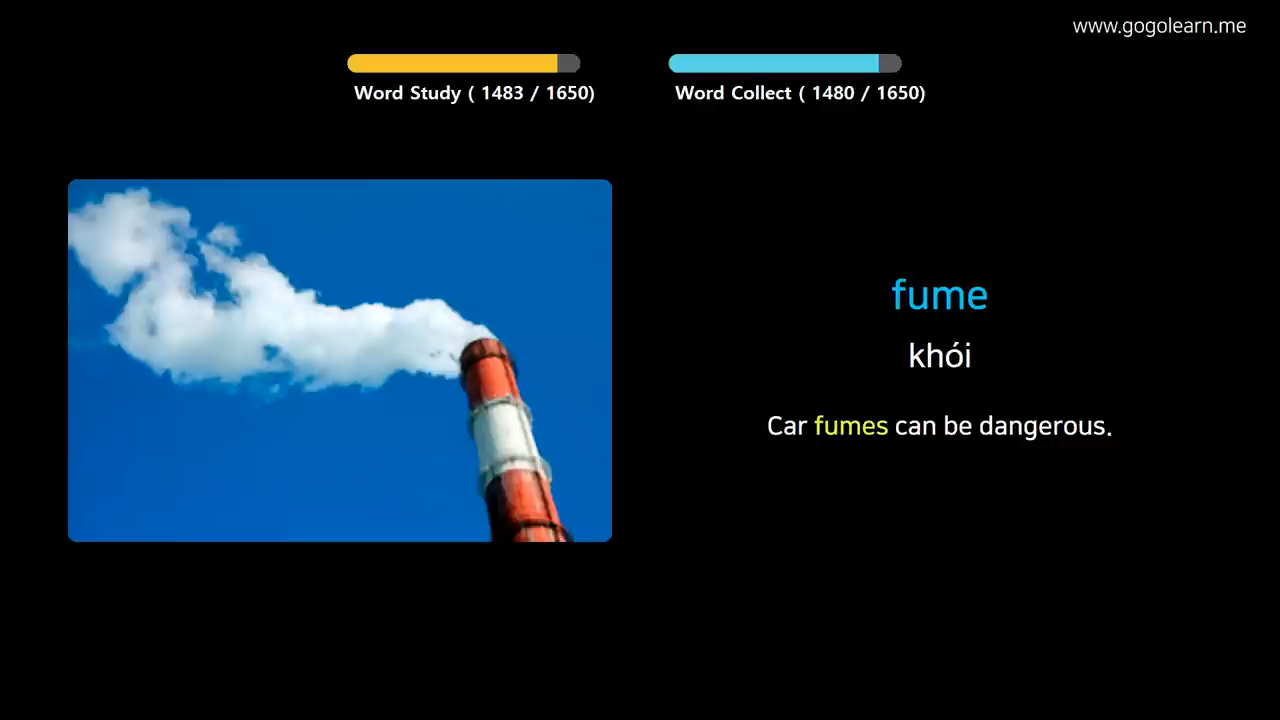 www.gogolearn.me
Word Study ( 1483 / 1650)
Word Collect ( 1480 / 1650)
fume
khói
Car fumes can be dangerous.